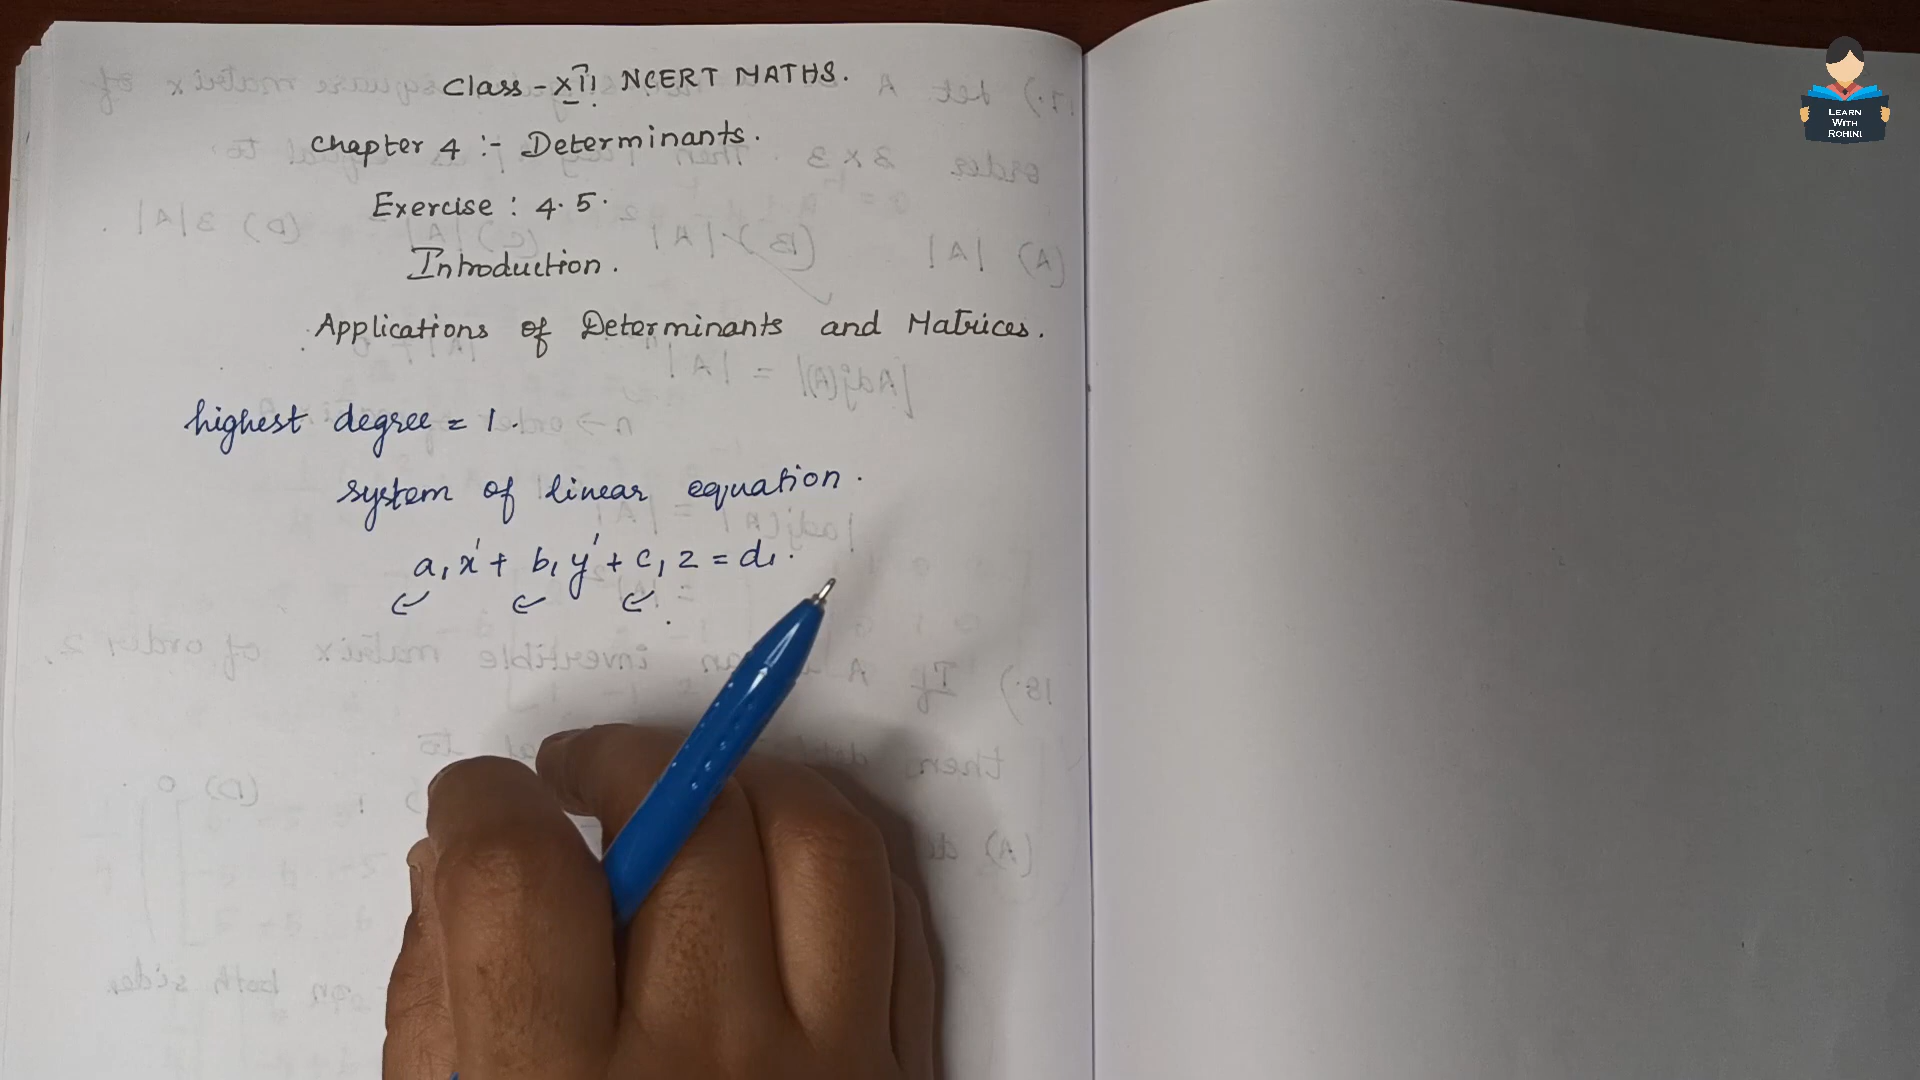 Class - XII NCERT MATHS.
Chapter 4 :- Determinants.
Exercise : 4.5.
Introduction.
Applications of Determinants and Matrices.
highest degree = 1.
system of linear equation.
a₁x¹ + b₁y¹ + c₁z = d₁.
LEARN
WITH
ROHINI